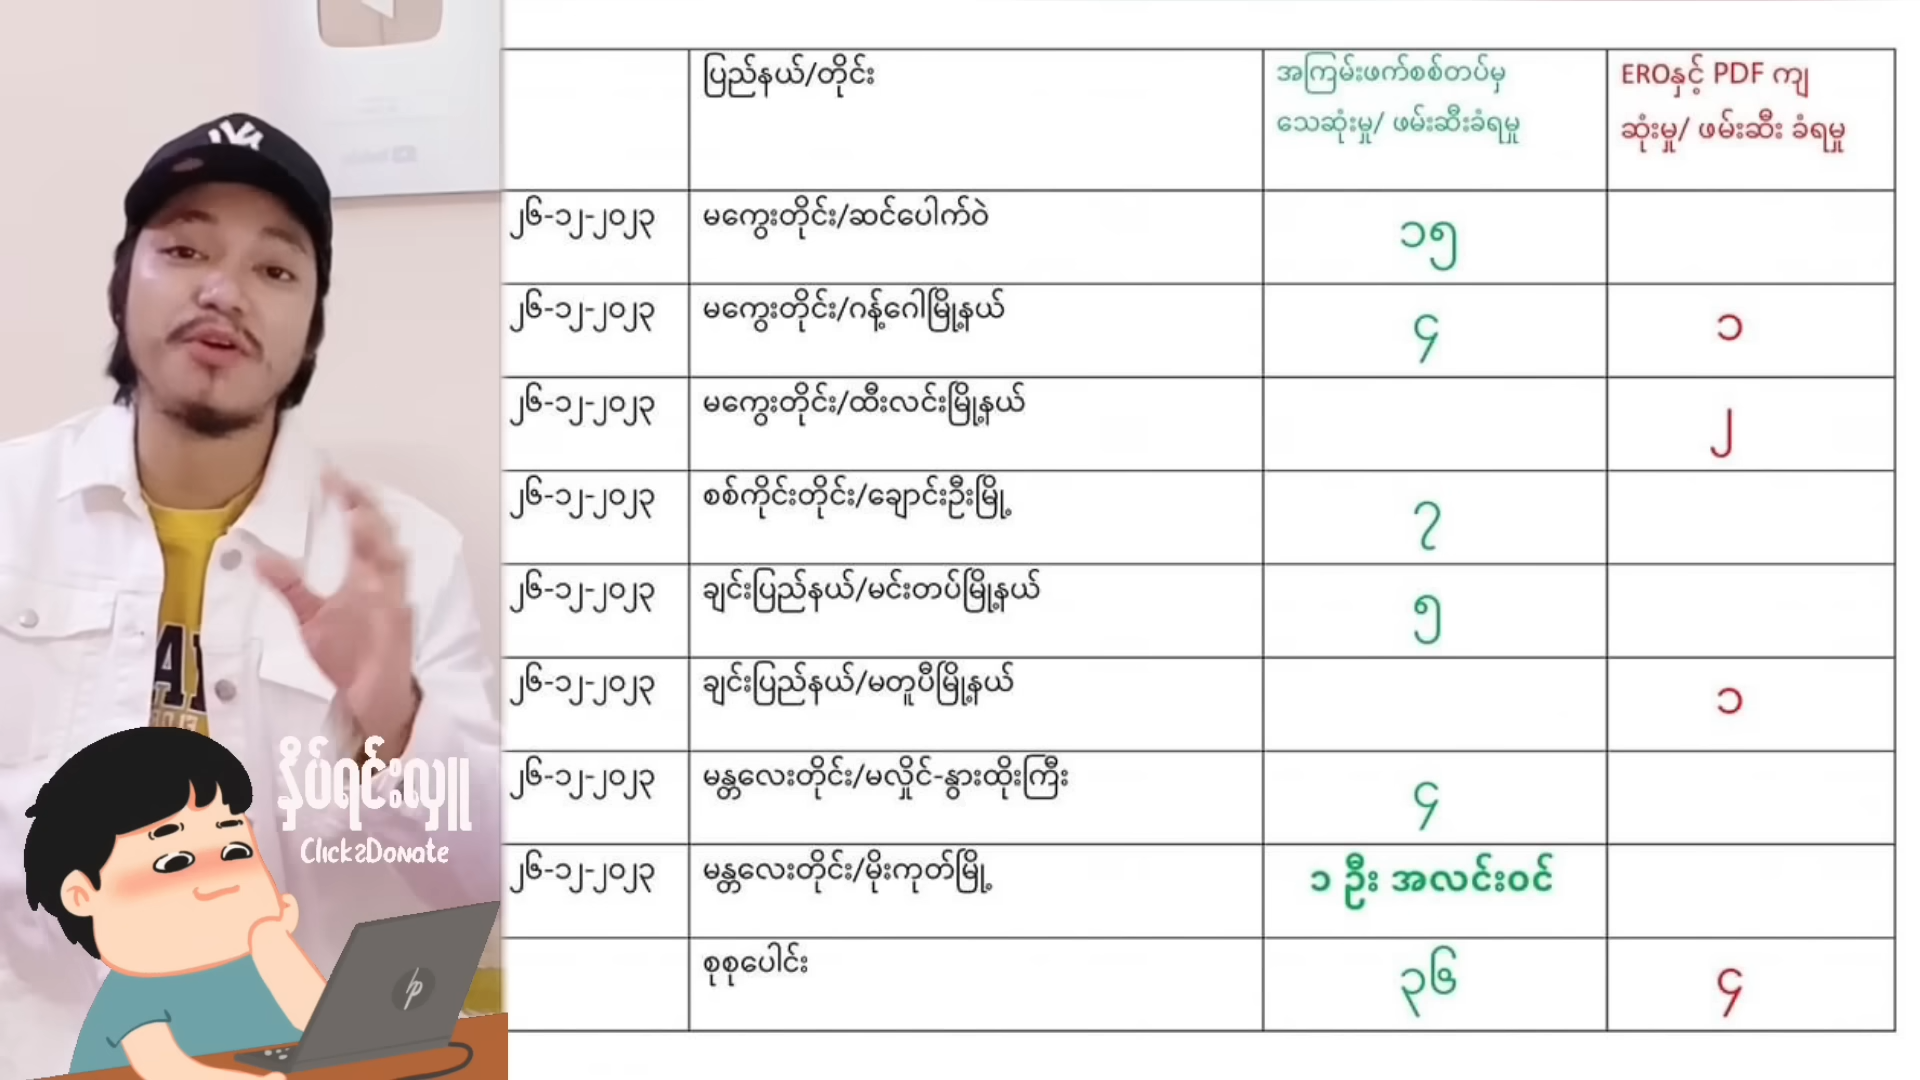 ပြည်နယ်/တိုင်း
အကြမ်းဖက်စစ်တပ်မှ
သေဆုံးမှု/ ဖမ်းဆီးခံရမှု
EROနှင့် PDF ကျ
ဆုံးမှု/ ဖမ်းဆီး ခံရမှု
၂၆-၁၂-၂၀၂၃ မကွေးတိုင်း/ဆင်ပေါက်ဝဲ ၁၅
၂၆-၁၂-၂၀၂၃ မကွေးတိုင်း/ဂန့်ဂေါမြို့နယ် ၄ ၁
၂၆-၁၂-၂၀၂၃ မကွေးတိုင်း/ထီးလင်းမြို့နယ် ၂
၂၆-၁၂-၂၀၂၃ စစ်ကိုင်းတိုင်း/ချောင်းဦးမြို့ ၇
၂၆-၁၂-၂၀၂၃ ချင်းပြည်နယ်/မင်းတပ်မြို့နယ် ၅
၂၆-၁၂-၂၀၂၃ ချင်းပြည်နယ်/မတူပီမြို့နယ် ၁
၂၆-၁၂-၂၀၂၃ မန္တလေးတိုင်း/မလှိုင်-နွားထိုးကြီး ၄
၂၆-၁၂-၂၀၂၃ မန္တလေးတိုင်း/မိုးကုတ်မြို့ ၁ ဦး အလင်းဝင်
စုစုပေါင်း ၃၆ ၄
နှိပ်ရင်းလှူ
Click2Donate
hp